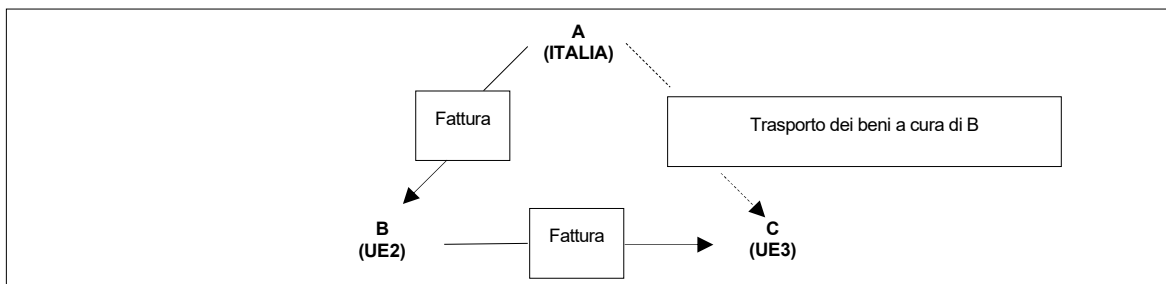 A
(ITALIA)
Fattura
Trasporto dei beni a cura di B
B
(UE2)
Fattura
C
(UE3)